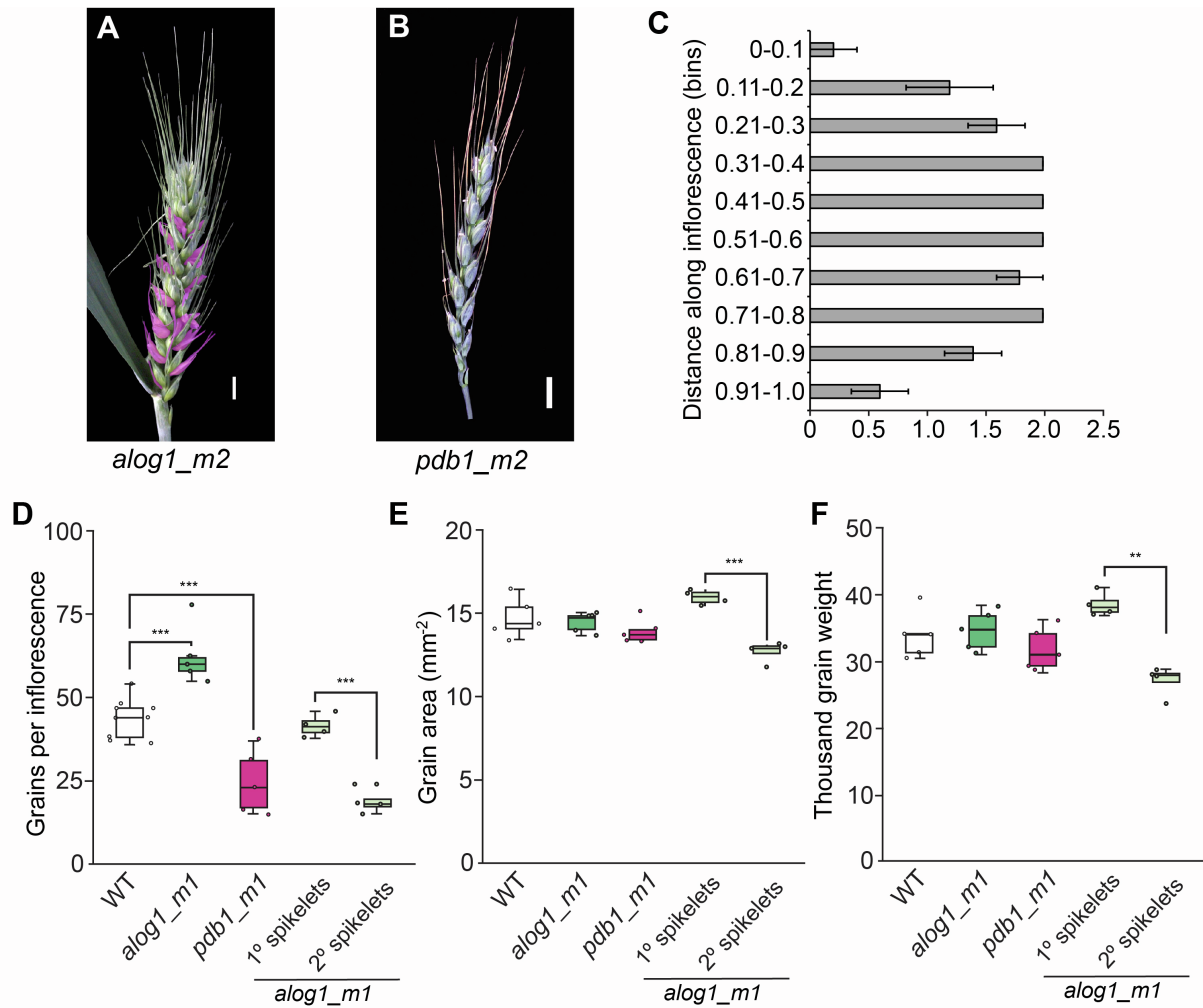 A
B
C
alog1_m2
pdb1_m2
Distance along inflorescence (bins)
0-0.1
0.11-0.2
0.21-0.3
0.31-0.4
0.41-0.5
0.51-0.6
0.61-0.7
0.71-0.8
0.81-0.9
0.91-1.0
0 0.5 1.0 1.5 2.0 2.5
D
Grains per inflorescence
100
75
50
25
0
***
***
***
WT
alog1_m1
pdb1_m1
1º spikelets
2º spikelets
alog1_m1
E
Grain area (mm-2)
20
15
10
5
0
***
WT
alog1_m1
pdb1_m1
1º spikelets
2º spikelets
alog1_m1
F
Thousand grain weight
50
40
30
20
10
0
**
WT
alog1_m1
pdb1_m1
1º spikelets
2º spikelets
alog1_m1